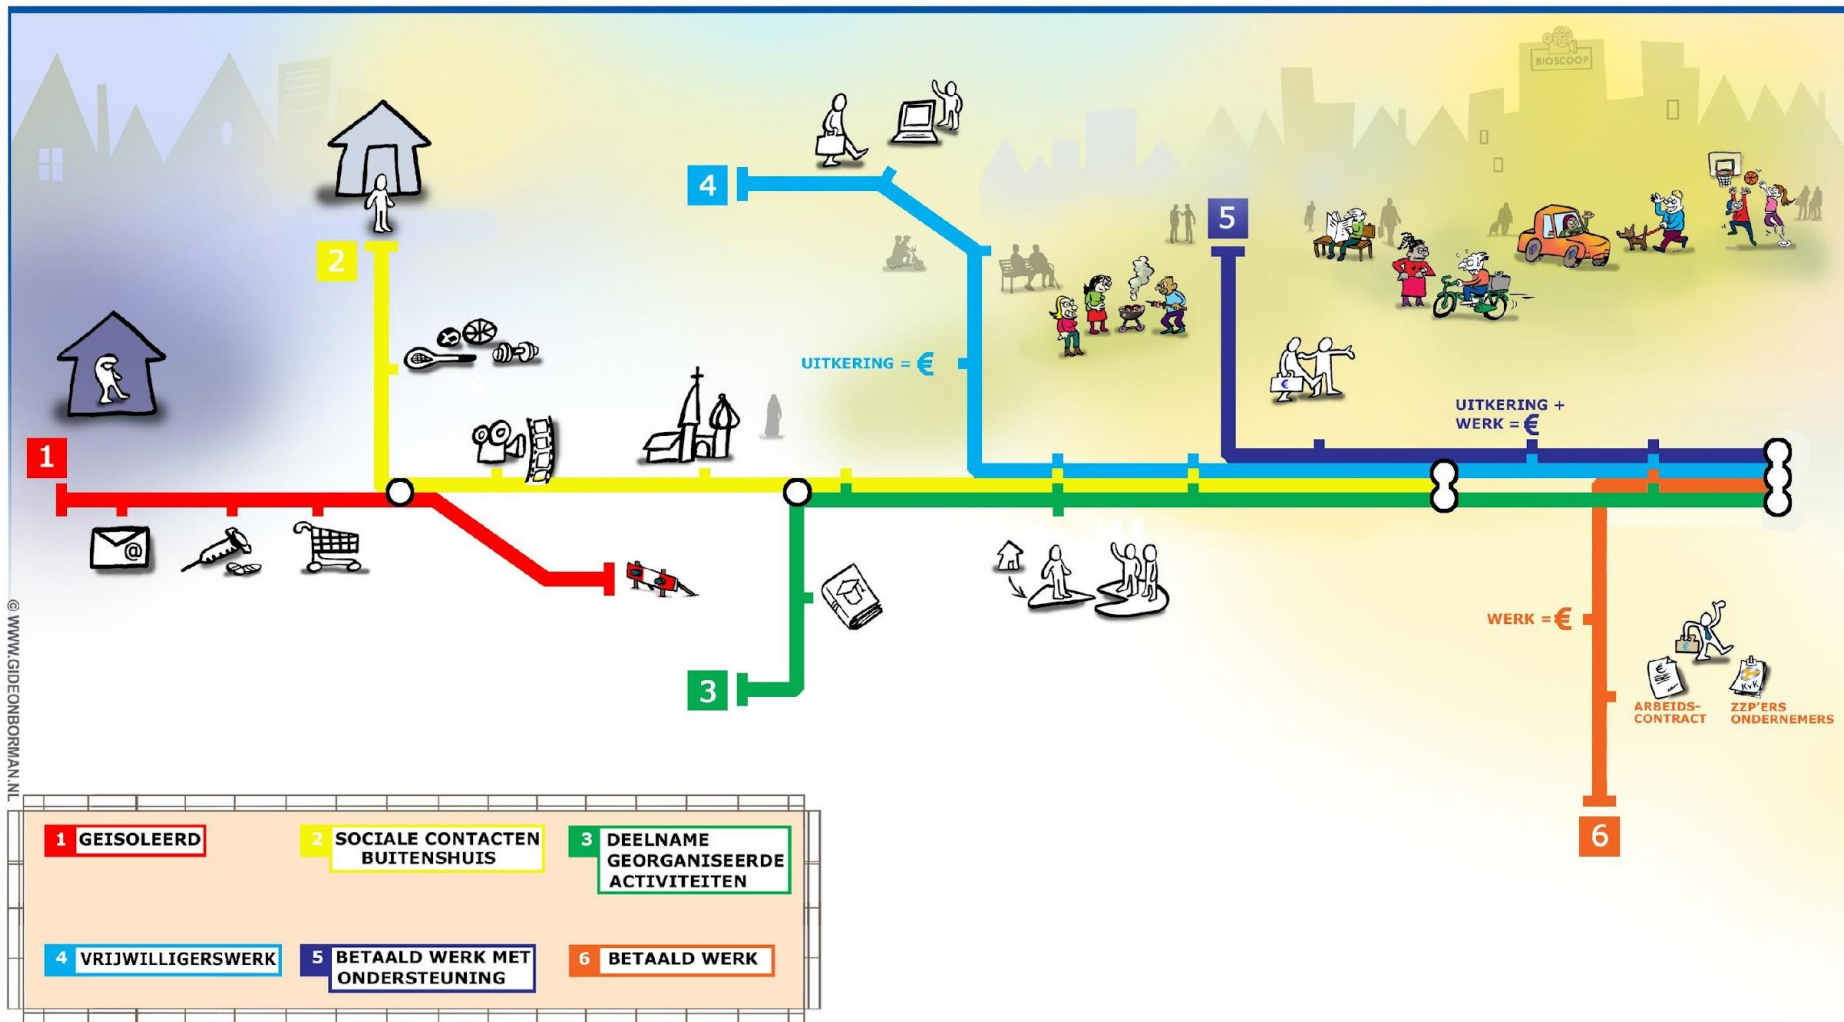 BIOSCOOP
4
5
2
UITKERING = €
€
UITKERING +
WERK = €
1
@
WERK = €
3
€
€
KvK
ARBEIDS-
CONTRACT
ZZP'ERS
ONDERNEMERS
6
© WWW.GIDEONBORMAN.NL
1 GEISOLEERD
2 SOCIALE CONTACTEN
BUITENSHUIS
3 DEELNAME
GEORGANISEERDE
ACTIVITEITEN
4 VRIJWILLIGERSWERK
5 BETAALD WERK MET
ONDERSTEUNING
6 BETAALD WERK